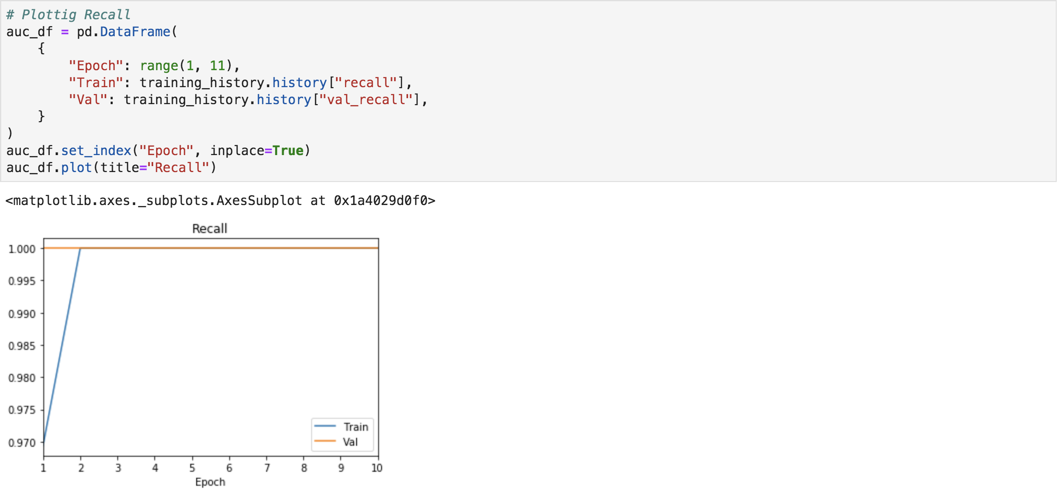 # Plottig Recall
auc_df = pd.DataFrame(
    {
        "Epoch": range(1, 11),
        "Train": training_history.history["recall"],
        "Val": training_history.history["val_recall"],
    }
)
auc_df.set_index("Epoch", inplace=True)
auc_df.plot(title="Recall")
<matplotlib.axes._subplots.AxesSubplot at 0x1a4029d0f0>
Recall
1.000
0.995
0.990
0.985
0.980
0.975
0.970
Train
Val
1 2 3 4 5 6 7 8 9 10
Epoch